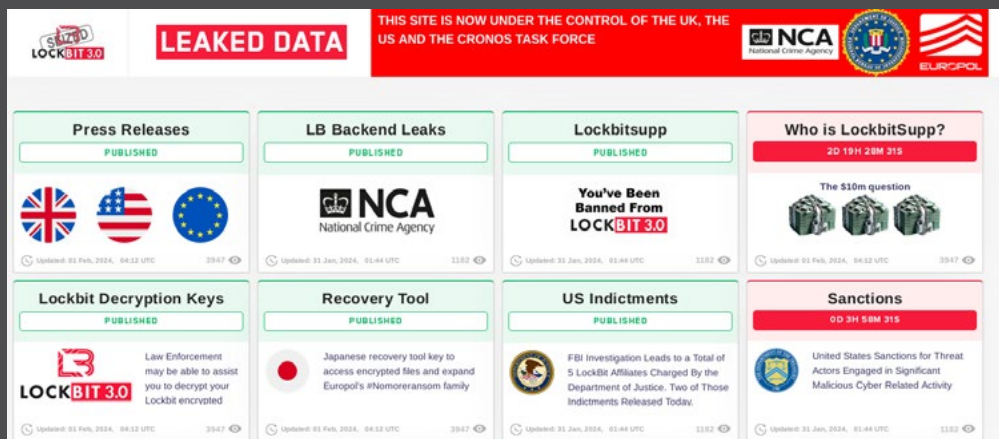 SEIZED
LOCKBIT 3.0
LEAKED DATA
THIS SITE IS NOW UNDER THE CONTROL OF THE UK, THE
US AND THE CRONOS TASK FORCE
NCA
National Crime Agency
EUROPOL
Press Releases
PUBLISHED
Updated: 01 Feb, 2024, 04:12 UTC
3947
LB Backend Leaks
PUBLISHED
NCA
National Crime Agency
Updated: 31 Jan, 2024, 01:44 UTC
1182
Lockbitsupp
PUBLISHED
You've Been
Banned From
LOCKBIT 3.0
Updated: 31 Jan, 2024, 01:44 UTC
1182
Who is LockbitSupp?
2D 19H 28M 31S
The $10m question
Updated: 01 Feb, 2024, 04:12 UTC
3947
Lockbit Decryption Keys
PUBLISHED
LOCKBIT 3.0
Law Enforcement
may be able to assist
you to decrypt your
Lockbit encrypted
Updated: 01 Feb, 2024, 04:12 UTC
3947
Recovery Tool
PUBLISHED
Japanese recovery tool key to
access encrypted files and expand
Europol's #Nomoreransom family
Updated: 01 Feb, 2024, 04:12 UTC
3947
US Indictments
PUBLISHED
FBI Investigation Leads to a Total of
5 LockBit Affiliates Charged By the
Department of Justice. Two of Those
Indictments Released Today.
Updated: 31 Jan, 2024, 01:44 UTC
1182
Sanctions
0D 3H 58M 31S
United States Sanctions for Threat
Actors Engaged in Significant
Malicious Cyber Related Activity
Updated: 31 Jan, 2024, 01:44 UTC
1182